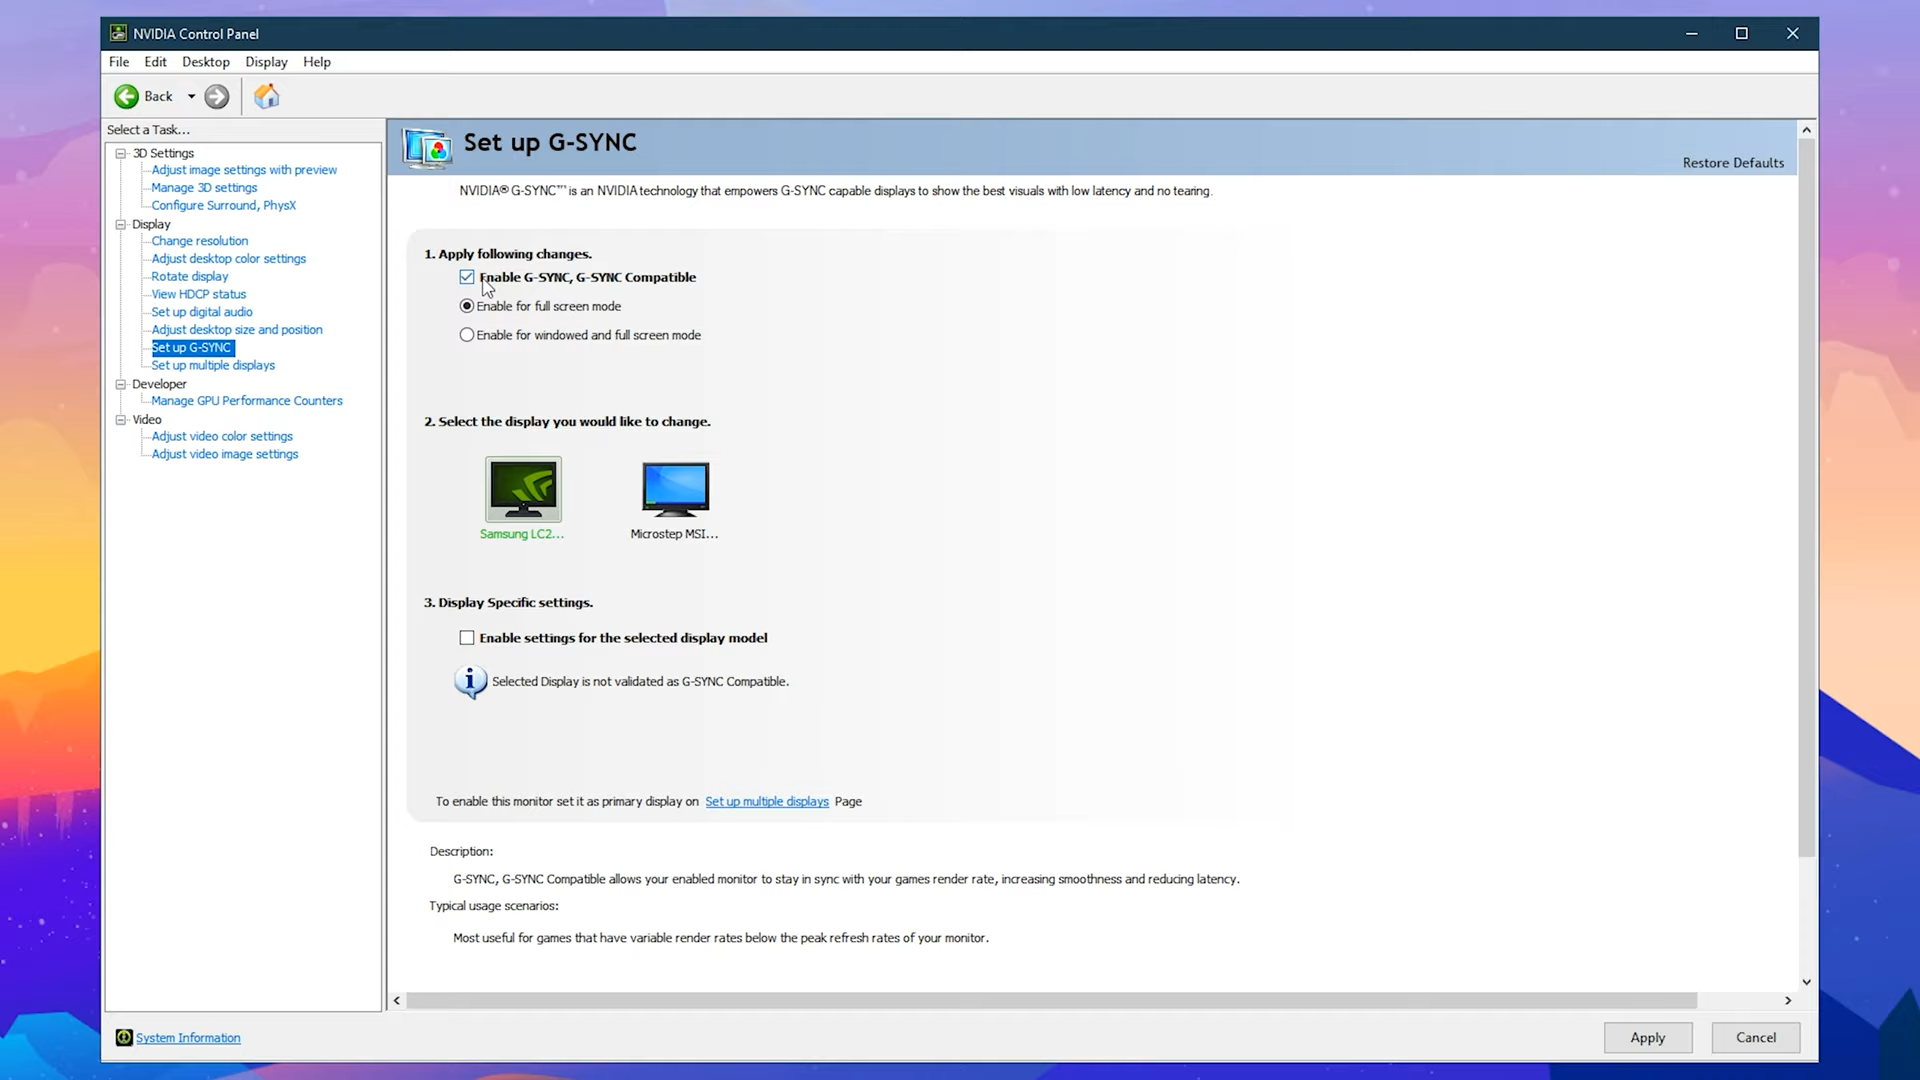 NVIDIA Control Panel
File Edit Desktop Display Help
Back
Select a Task...
3D Settings
Adjust image settings with preview
Manage 3D settings
Configure Surround, PhysX
Display
Change resolution
Adjust desktop color settings
Rotate display
View HDCP status
Set up digital audio
Adjust desktop size and position
Set up G-SYNC
Set up multiple displays
Developer
Manage GPU Performance Counters
Video
Adjust video color settings
Adjust video image settings
System Information
Set up G-SYNC
Restore Defaults
NVIDIA® G-SYNC™ is an NVIDIA technology that empowers G-SYNC capable displays to show the best visuals with low latency and no tearing.
1. Apply following changes.
Enable G-SYNC, G-SYNC Compatible
Enable for full screen mode
Enable for windowed and full screen mode
2. Select the display you would like to change.
Samsung LC2... Microstep MSI...
3. Display Specific settings.
Enable settings for the selected display model
Selected Display is not validated as G-SYNC Compatible.
To enable this monitor set it as primary display on Set up multiple displays Page
Description:
G-SYNC, G-SYNC Compatible allows your enabled monitor to stay in sync with your games render rate, increasing smoothness and reducing latency.
Typical usage scenarios:
Most useful for games that have variable render rates below the peak refresh rates of your monitor.
Apply Cancel